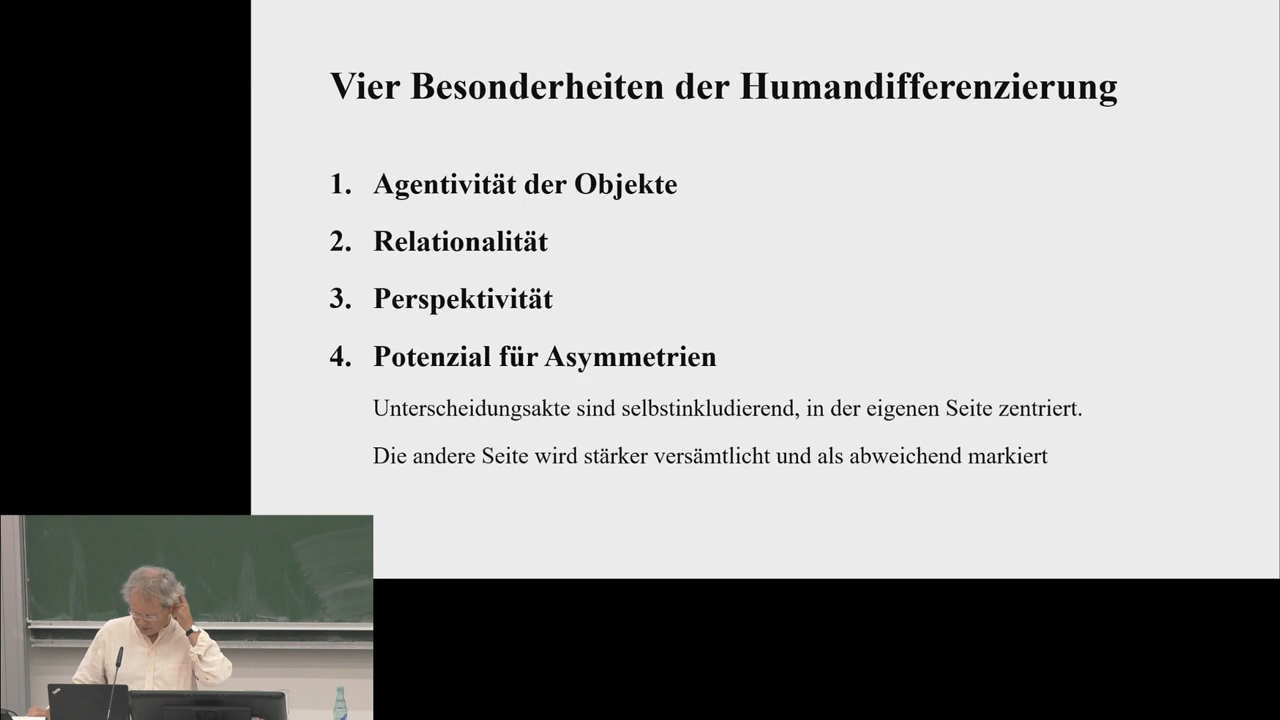 Vier Besonderheiten der Humandifferenzierung
1. Agentivität der Objekte
2. Relationalität
3. Perspektivität
4. Potenzial für Asymmetrien
Unterscheidungsakte sind selbstinkludierend, in der eigenen Seite zentriert.
Die andere Seite wird stärker versämtlicht und als abweichend markiert